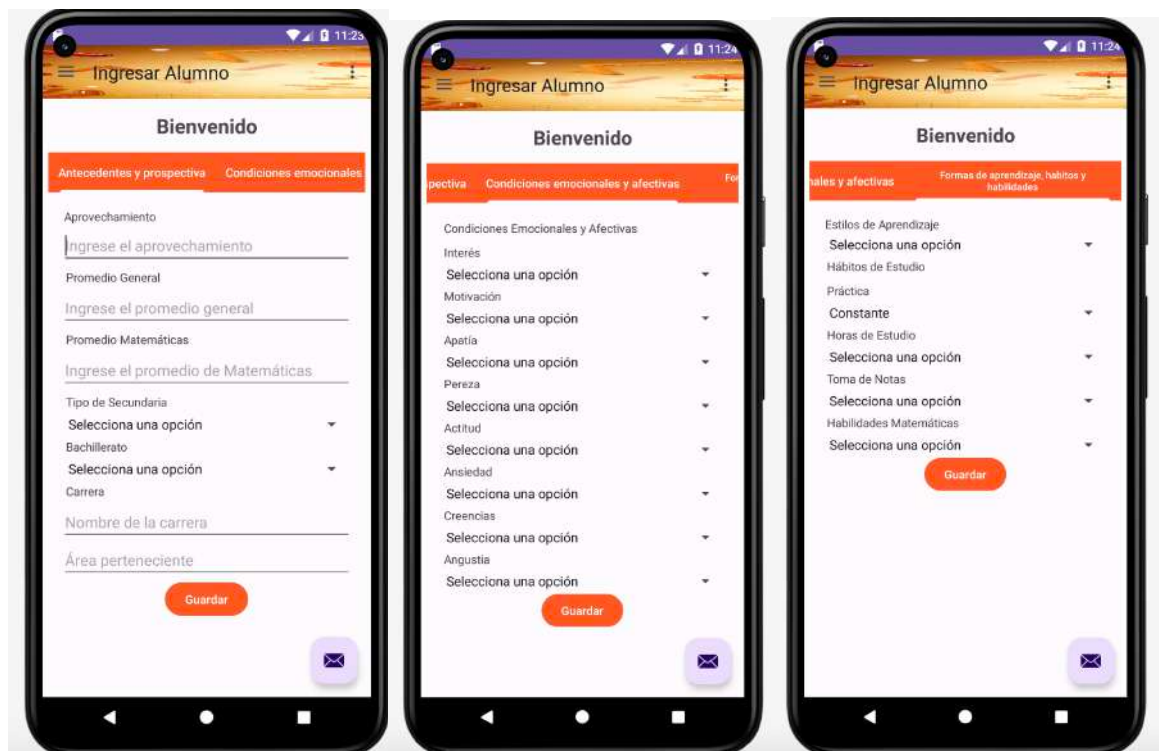 11:23
Ingresar Alumno
Bienvenido
Antecedentes y prospectiva Condiciones emocionales
Aprovechamiento
Ingrese el aprovechamiento
Promedio General
Ingrese el promedio general
Promedio Matemáticas
Ingrese el promedio de Matemáticas
Tipo de Secundaria
Selecciona una opción
Bachillerato
Selecciona una opción
Carrera
Nombre de la carrera
Área perteneciente
Guardar
11:24
Ingresar Alumno
Bienvenido
spectiva Condiciones emocionales y afectivas For
Condiciones Emocionales y Afectivas
Interés
Selecciona una opción
Motivación
Selecciona una opción
Apatía
Selecciona una opción
Pereza
Selecciona una opción
Actitud
Selecciona una opción
Ansiedad
Selecciona una opción
Creencias
Selecciona una opción
Angustia
Selecciona una opción
Guardar
11:24
Ingresar Alumno
Bienvenido
nales y afectivas Formas de aprendizaje, habitos y
habilidades
Estilos de Aprendizaje
Selecciona una opción
Hábitos de Estudio
Práctica
Constante
Horas de Estudio
Selecciona una opción
Toma de Notas
Selecciona una opción
Habilidades Matemáticas
Selecciona una opción
Guardar